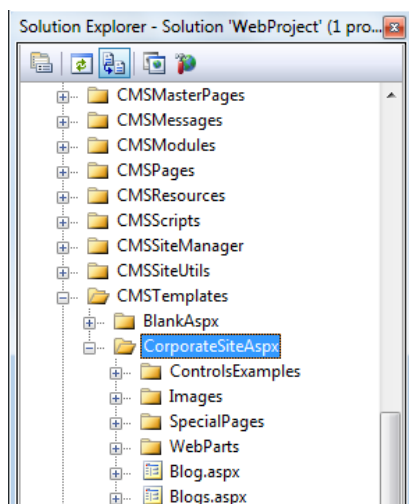 Solution Explorer - Solution 'WebProject' (1 pro...
CMSMasterPages
CMSMessages
CMSModules
CMSPages
CMSResources
CMSScripts
CMSSiteManager
CMSSiteUtils
CMSTemplates
BlankAspx
CorporateSiteAspx
ControlsExamples
Images
SpecialPages
WebParts
Blog.aspx
Blogs.aspx